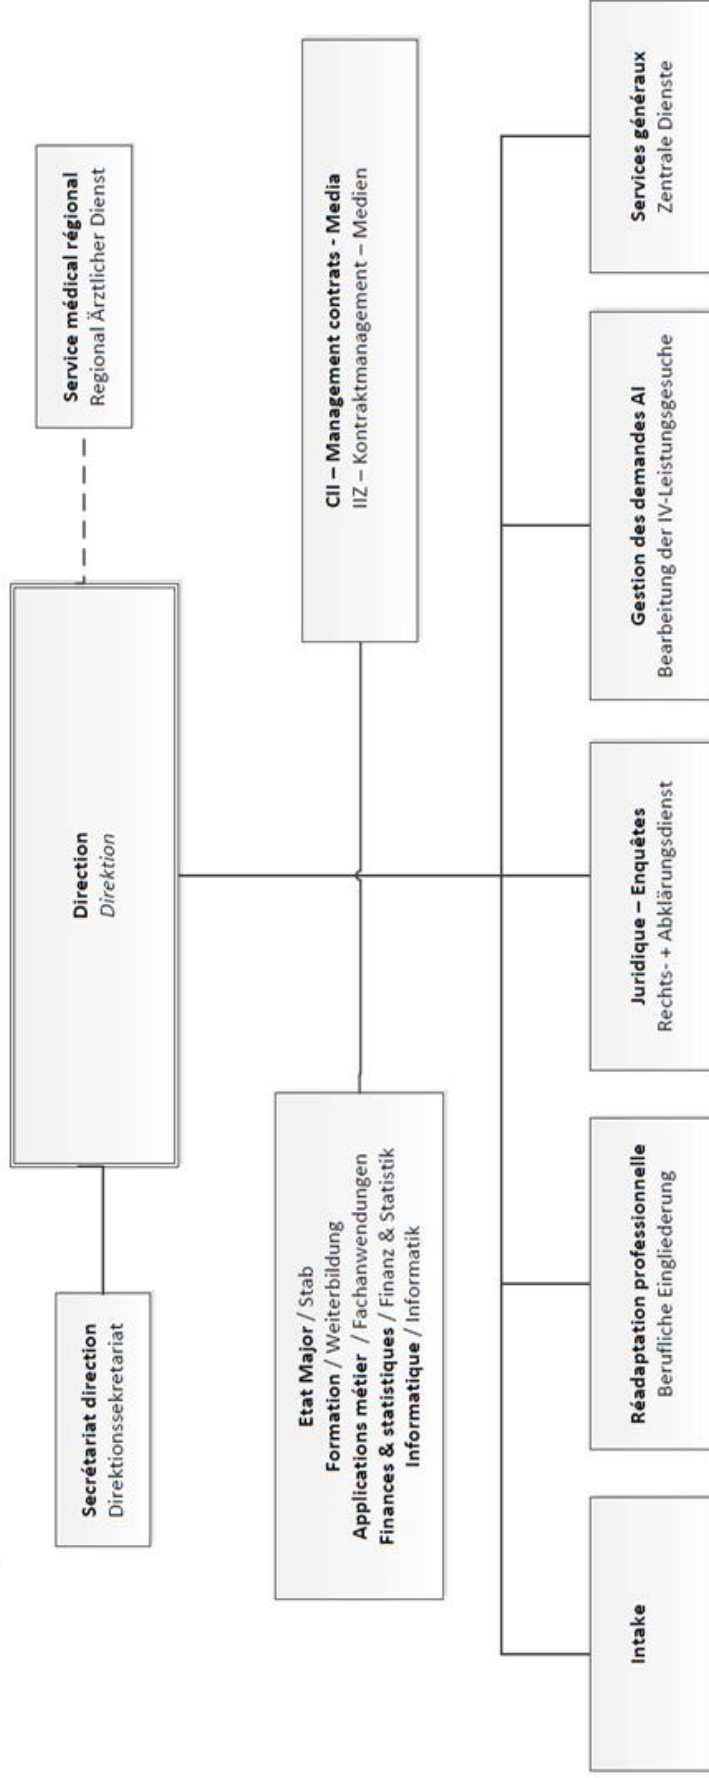 Direction
Direktion
Secrétariat direction
Direktionssekretariat
Service médical régional
Regional Ärztlicher Dienst
Etat Major / Stab
Formation / Weiterbildung
Applications métier / Fachanwendungen
Finances & statistiques / Finanz & Statistik
Informatique / Informatik
CII – Management contrats - Media
IIZ – Kontraktmanagement – Medien
Intake
Réadaptation professionnelle
Berufliche Eingliederung
Juridique – Enquêtes
Rechts- + Abklärungsdienst
Gestion des demandes AI
Bearbeitung der IV-Leistungsgesuche
Services généraux
Zentrale Dienste